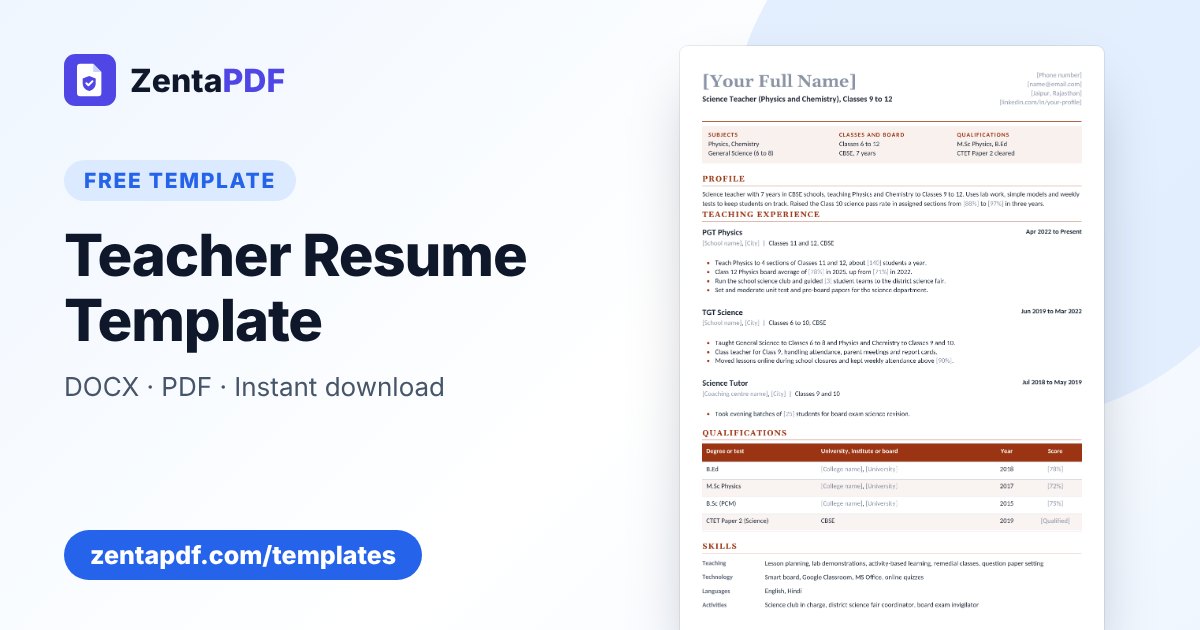 ZentaPDF
FREE TEMPLATE
Teacher Resume
Template
DOCX · PDF · Instant download
zentapdf.com/templates
[Your Full Name]
Science Teacher (Physics and Chemistry), Classes 9 to 12
[Phone number]
[name@email.com]
[Jaipur, Rajasthan]
[linkedin.com/in/your-profile]
SUBJECTS
Physics, Chemistry
General Science (6 to 8)
CLASSES AND BOARD
Classes 6 to 12
CBSE, 7 years
QUALIFICATIONS
M.Sc Physics, B.Ed
CTET Paper 2 cleared
PROFILE
Science teacher with 7 years in CBSE schools, teaching Physics and Chemistry to Classes 9 to 12. Uses lab work, simple models and weekly
tests to keep students on track. Raised the Class 10 science pass rate in assigned sections from [88%] to [97%] in three years.
TEACHING EXPERIENCE
PGT Physics Apr 2022 to Present
[School name], [City] | Classes 11 and 12, CBSE
• Teach Physics to 4 sections of Classes 11 and 12, about [140] students a year.
• Class 12 Physics board average of [78%] in 2025, up from [71%] in 2022.
• Run the school science club and guided [3] student teams to the district science fair.
• Set and moderate unit test and pre-board papers for the science department.
TGT Science Jun 2019 to Mar 2022
[School name], [City] | Classes 6 to 10, CBSE
• Taught General Science to Classes 6 to 8 and Physics and Chemistry to Classes 9 and 10.
• Class teacher for Class 9, handling attendance, parent meetings and report cards.
• Moved lessons online during school closures and kept weekly attendance above [90%].
Science Tutor Jul 2018 to May 2019
[Coaching centre name], [City] | Classes 9 and 10
• Took evening batches of [25] students for board exam science revision.
QUALIFICATIONS
Degree or test University, institute or board Year Score
B.Ed [College name], [University] 2018 [78%]
M.Sc Physics [College name], [University] 2017 [72%]
B.Sc (PCM) [College name], [University] 2015 [75%]
CTET Paper 2 (Science) CBSE 2019 [Qualified]
SKILLS
Teaching Lesson planning, lab demonstrations, activity-based learning, remedial classes, question paper setting
Technology Smart board, Google Classroom, MS Office, online quizzes
Languages English, Hindi
Activities Science club in charge, district science fair coordinator, board exam invigilator